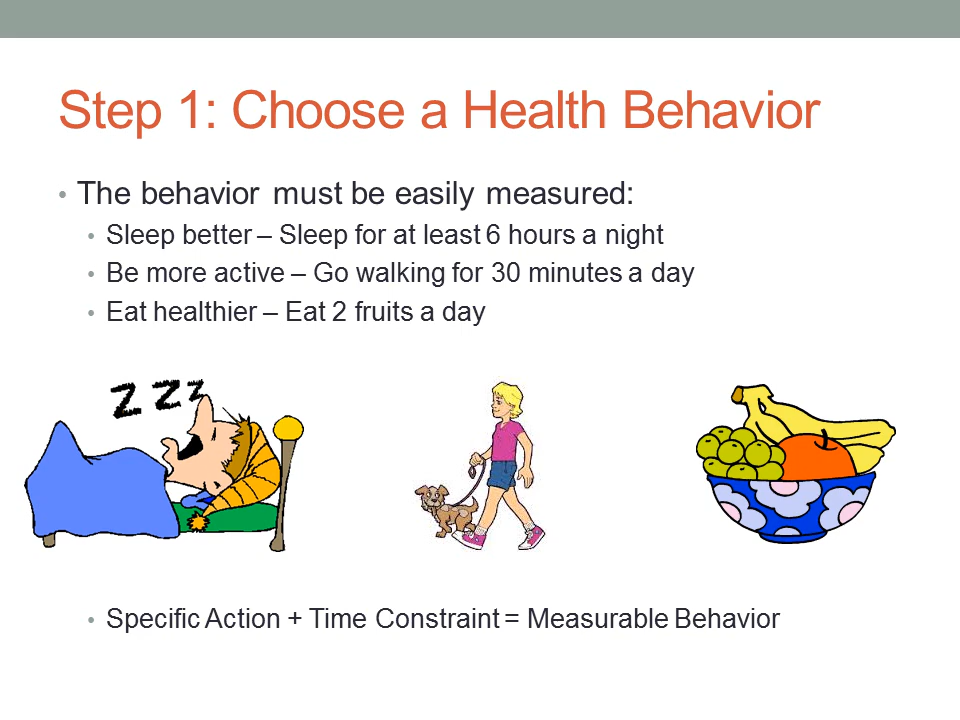 Step 1: Choose a Health Behavior
• The behavior must be easily measured:
• Sleep better – Sleep for at least 6 hours a night
• Be more active – Go walking for 30 minutes a day
• Eat healthier – Eat 2 fruits a day
Z Z Z
• Specific Action + Time Constraint = Measurable Behavior